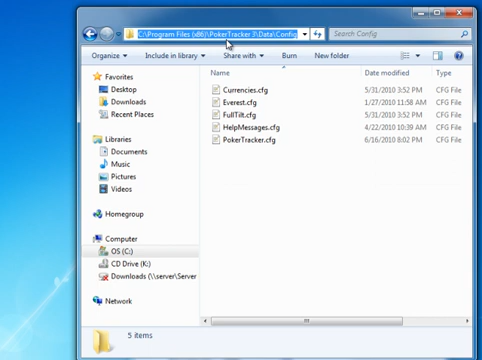 C:\Program Files (x86)\PokerTracker 3\Data\Config
Search Config
Organize
Include in library
Share with
Burn
New folder
Name
Date modified
Type
Favorites
Desktop
Downloads
Recent Places
Libraries
Documents
Music
Pictures
Videos
Homegroup
Computer
OS (C:)
CD Drive (K:)
Downloads (\\server\Server
Network
Currencies.cfg 5/31/2010 3:52 PM CFG File
Everest.cfg 1/27/2010 11:58 AM CFG File
FullTilt.cfg 5/31/2010 3:52 PM CFG File
HelpMessages.cfg 4/22/2010 10:39 AM CFG File
PokerTracker.cfg 6/16/2010 8:02 PM CFG File
5 items